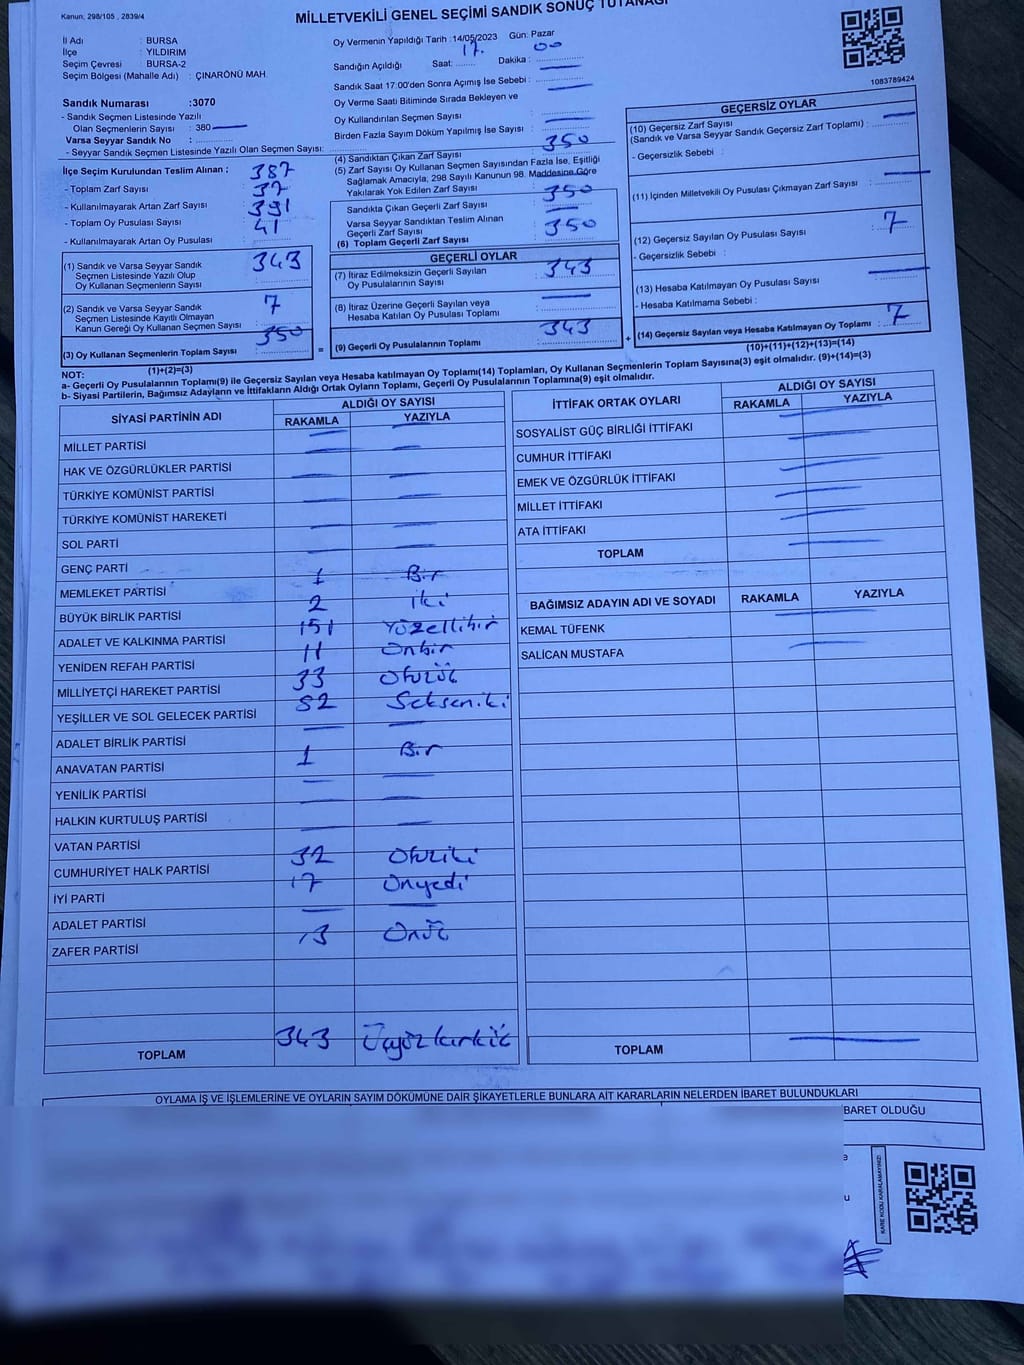 Kanun, 298/105 , 2839/4
MİLLETVEKİLİ GENEL SEÇİMİ SANDIK SONUÇ TUTANAĞI
İl Adı : BURSA
İlçe : YILDIRIM
Seçim Çevresi : BURSA-2
Seçim Bölgesi (Mahalle Adı) : ÇINARÖNÜ MAH.
Sandık Numarası :3070
- Sandık Seçmen Listesinde Yazılı
Olan Seçmenlerin Sayısı : 380
Varsa Seyyar Sandık No :
- Seyyar Sandık Seçmen Listesinde Yazılı Olan Seçmen Sayısı:
İlçe Seçim Kurulundan Teslim Alınan :
- Toplam Zarf Sayısı : 387
- Kullanılmayarak Artan Zarf Sayısı : 37
- Toplam Oy Pusulası Sayısı : 391
- Kullanılmayarak Artan Oy Pusulası : 41
(1) Sandık ve Varsa Seyyar Sandık
Seçmen Listesinde Yazılı Olup
Oy Kullanan Seçmenlerin Sayısı : 343
(2) Sandık ve Varsa Seyyar Sandık
Seçmen Listesinde Kayıtlı Olmayan
Kanun Gereği Oy Kullanan Seçmen Sayısı : 7
(3) Oy Kullanan Seçmenlerin Toplam Sayısı : 350
(1)+(2)=(3)
Oy Vermenin Yapıldığı Tarih :14/05/2023 Gün: Pazar
Sandığın Açıldığı Saat: 17. Dakika : 00
Sandık Saat 17:00'den Sonra Açımış İse Sebebi :
Oy Verme Saati Bitiminde Sırada Bekleyen ve
Oy Kullandırılan Seçmen Sayısı :
Birden Fazla Sayım Döküm Yapılmış İse Sayısı :
(4) Sandıktan Çıkan Zarf Sayısı : 350
(5) Zarf Sayısı Oy Kullanan Seçmen Sayısından Fazla İse, Eşitliği
Sağlamak Amacıyla, 298 Sayılı Kanunun 98. Maddesine Göre
Yakılarak Yok Edilen Zarf Sayısı :
Sandıkta Çıkan Geçerli Zarf Sayısı : 350
Varsa Seyyar Sandıktan Teslim Alınan
Geçerli Zarf Sayısı :
(6) Toplam Geçerli Zarf Sayısı : 350
GEÇERLİ OYLAR
(7) İtiraz Edilmeksizin Geçerli Sayılan
Oy Pusulalarının Sayısı : 343
(8) İtiraz Üzerine Geçerli Sayılan veya
Hesaba Katılan Oy Pusulası Toplamı :
= (9) Geçerli Oy Pusulalarının Toplamı : 343
1083789424
GEÇERSİZ OYLAR
(10) Geçersiz Zarf Sayısı
(Sandık ve Varsa Seyyar Sandık Geçersiz Zarf Toplamı) :
- Geçersizlik Sebebi :
(11) İçinden Milletvekili Oy Pusulası Çıkmayan Zarf Sayısı :
(12) Geçersiz Sayılan Oy Pusulası Sayısı : 7
- Geçersizlik Sebebi :
(13) Hesaba Katılmayan Oy Pusulası Sayısı :
- Hesaba Katılmama Sebebi :
+ (14) Geçersiz Sayılan veya Hesaba Katılmayan Oy Toplamı : 7
(10)+(11)+(12)+(13)=(14)
NOT:
a- Geçerli Oy Pusulalarının Toplamı(9) ile Geçersiz Sayılan veya Hesaba katılmayan Oy Toplamı(14) Toplamları, Oy Kullanan Seçmenlerin Toplam Sayısına(3) eşit olmalıdır. (9)+(14)=(3)
b- Siyasi Partilerin, Bağımsız Adayların ve İttifakların Aldığı Ortak Oyların Toplamı, Geçerli Oy Pusulalarının Toplamına(9) eşit olmalıdır.
SİYASİ PARTİNİN ADI ALDIĞI OY SAYISI
RAKAMLA YAZIYLA
MİLLET PARTİSİ
HAK VE ÖZGÜRLÜKLER PARTİSİ
TÜRKİYE KOMÜNİST PARTİSİ
TÜRKİYE KOMÜNİST HAREKETİ
SOL PARTİ
GENÇ PARTİ
MEMLEKET PARTİSİ 1 Bir
BÜYÜK BİRLİK PARTİSİ 2 iki
ADALET VE KALKINMA PARTİSİ 151 Yüzellibir
YENİDEN REFAH PARTİSİ 11 Onbir
MİLLİYETÇİ HAREKET PARTİSİ 33 Otuzüç
YEŞİLLER VE SOL GELECEK PARTİSİ 82 Sekseniki
ADALET BİRLİK PARTİSİ
ANAVATAN PARTİSİ 1 Bir
YENİLİK PARTİSİ
HALKIN KURTULUŞ PARTİSİ
VATAN PARTİSİ
CUMHURİYET HALK PARTİSİ 32 Otuziki
İYİ PARTİ 17 Onyedi
ADALET PARTİSİ
ZAFER PARTİSİ 13 Onüç
TOPLAM 343 Üçyüzkırküç
İTTİFAK ORTAK OYLARI ALDIĞI OY SAYISI
RAKAMLA YAZIYLA
SOSYALİST GÜÇ BİRLİĞİ İTTİFAKI
CUMHUR İTTİFAKI
EMEK VE ÖZGÜRLÜK İTTİFAKI
MİLLET İTTİFAKI
ATA İTTİFAKI
TOPLAM
BAĞIMSIZ ADAYIN ADI VE SOYADI RAKAMLA YAZIYLA
KEMAL TÜFENK
SALİCAN MUSTAFA
TOPLAM
OYLAMA İŞ VE İŞLEMLERİNE VE OYLARIN SAYIM DÖKÜMÜNE DAİR ŞİKAYETLERLE BUNLARA AİT KARARLARIN NELERDEN İBARET BULUNDUKLARI
BARET OLDUĞU
KARE KODU KARALAMAYINIZ!